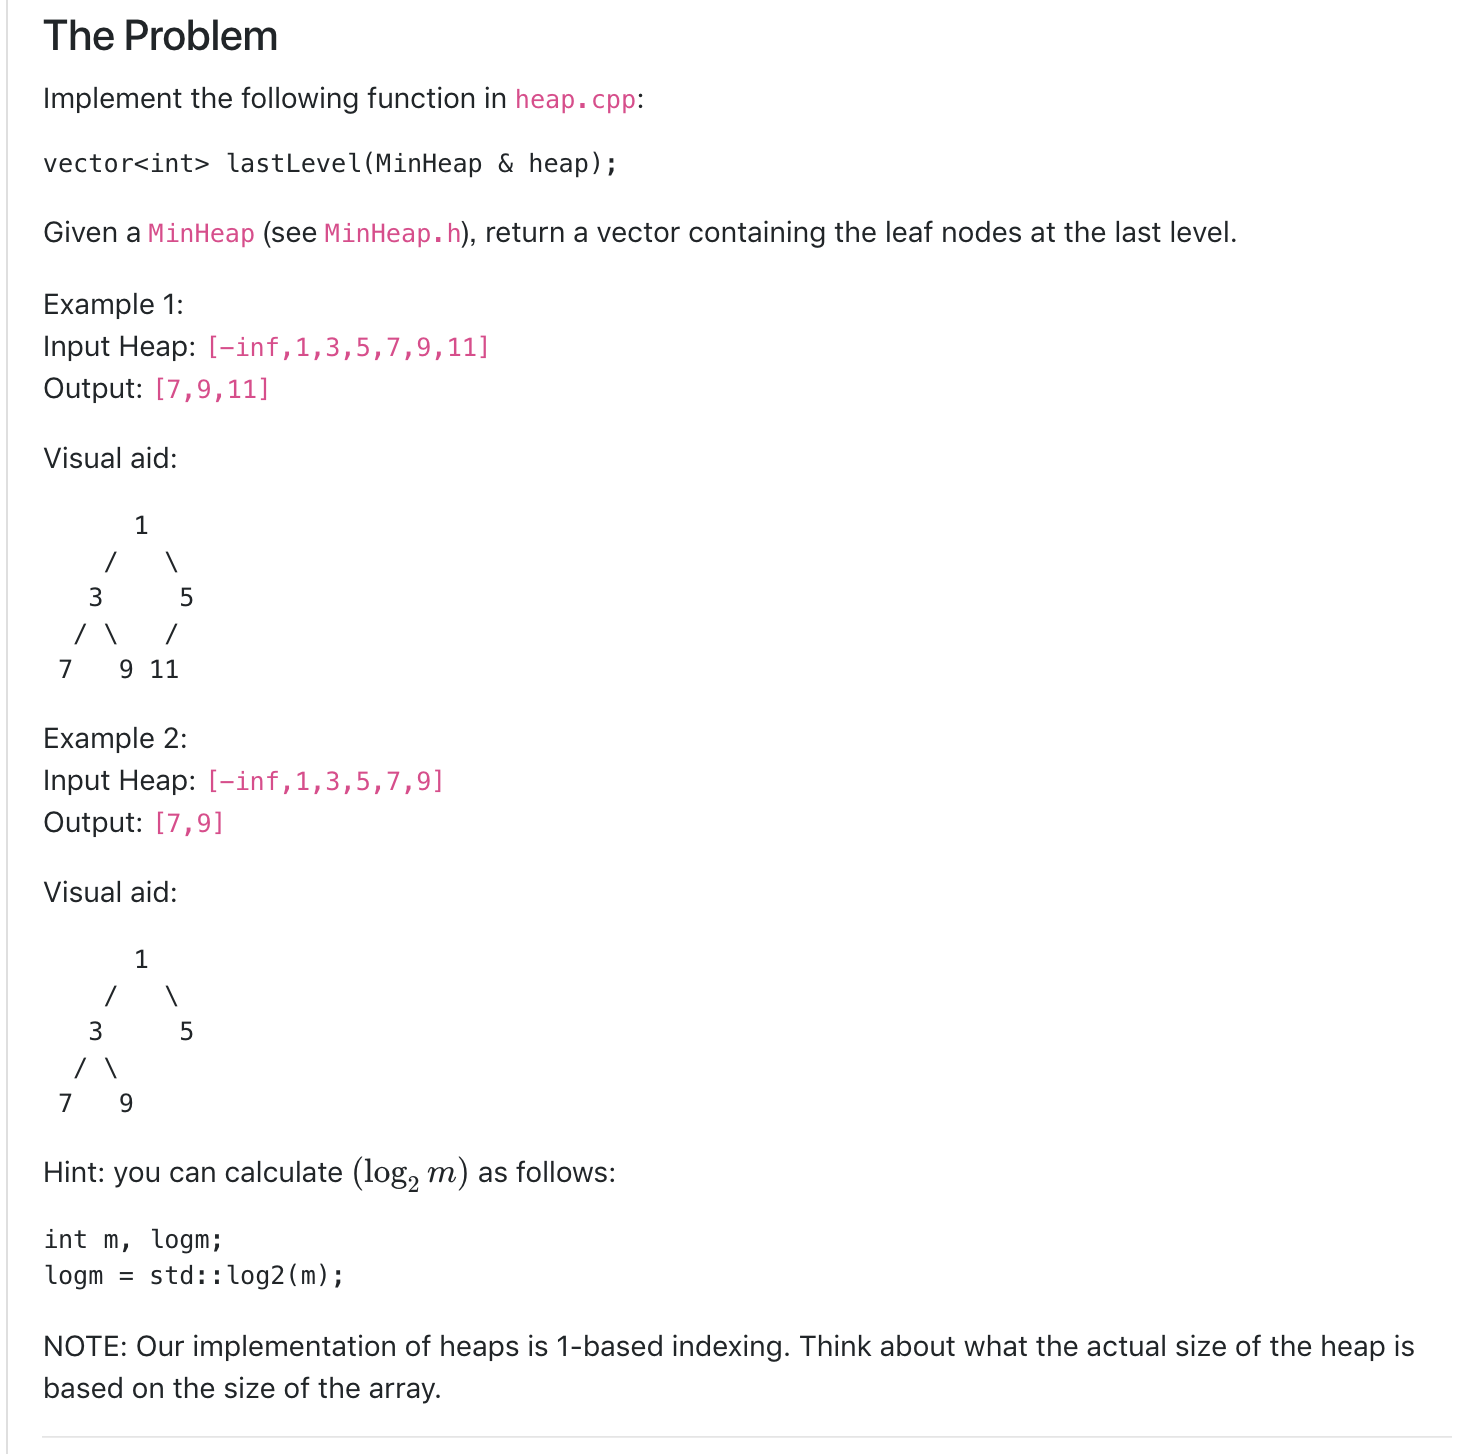 The Problem
Implement the following function in heap.cpp:
vector<int> lastLevel(MinHeap & heap);
Given a MinHeap (see MinHeap.h), return a vector containing the leaf nodes at the last level.
Example 1:
Input Heap: [-inf,1,3,5,7,9,11]
Output: [7,9,11]
Visual aid:
      1
    /   \
   3     5
  / \   /
 7   9 11
Example 2:
Input Heap: [-inf,1,3,5,7,9]
Output: [7,9]
Visual aid:
      1
    /   \
   3     5
  / \
 7   9
Hint: you can calculate (log₂ m) as follows:
int m, logm;
logm = std::log2(m);
NOTE: Our implementation of heaps is 1-based indexing. Think about what the actual size of the heap is
based on the size of the array.